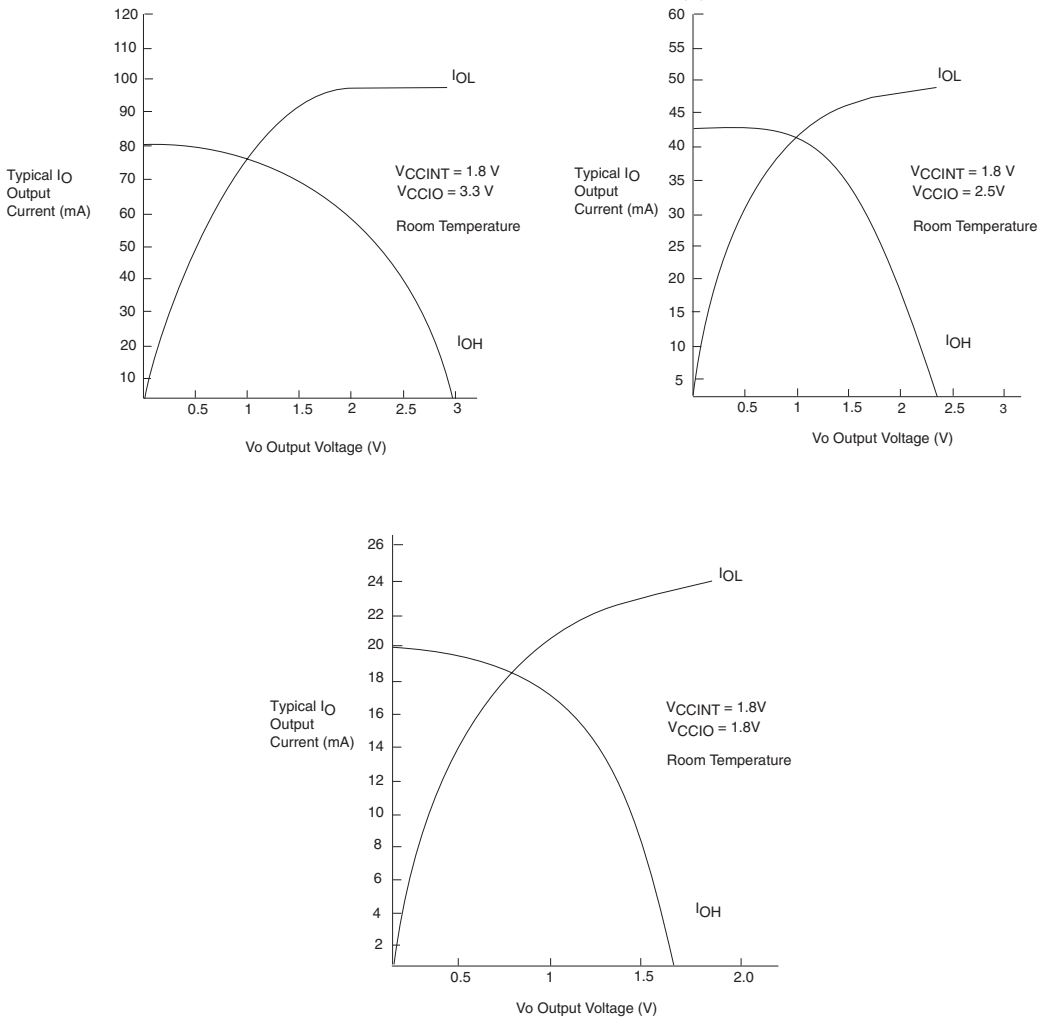 120
110
100
90
80
70
60
50
40
30
20
10
Typical IO
Output
Current (mA)
IOL
VCCINT = 1.8 V
VCCIO = 3.3 V
Room Temperature
IOH
0.5 1 1.5 2 2.5 3
Vo Output Voltage (V)
60
55
50
45
40
35
30
25
20
15
10
5
Typical IO
Output
Current (mA)
IOL
VCCINT = 1.8 V
VCCIO = 2.5V
Room Temperature
IOH
0.5 1 1.5 2 2.5 3
Vo Output Voltage (V)
26
24
22
20
18
16
14
12
10
8
6
4
2
Typical IO
Output
Current (mA)
IOL
VCCINT = 1.8V
VCCIO = 1.8V
Room Temperature
IOH
0.5 1 1.5 2.0
Vo Output Voltage (V)